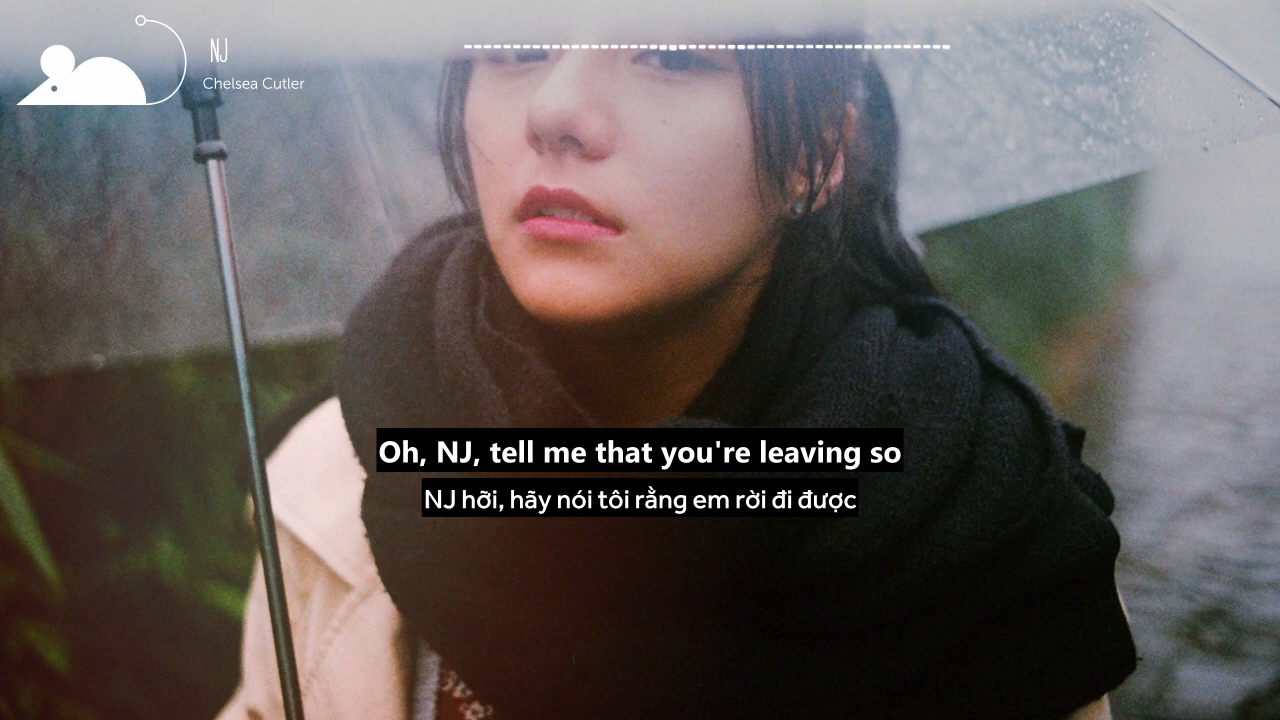 NJ
Chelsea Cutler
Oh, NJ, tell me that you're leaving so
NJ hỡi, hãy nói tôi rằng em rời đi được